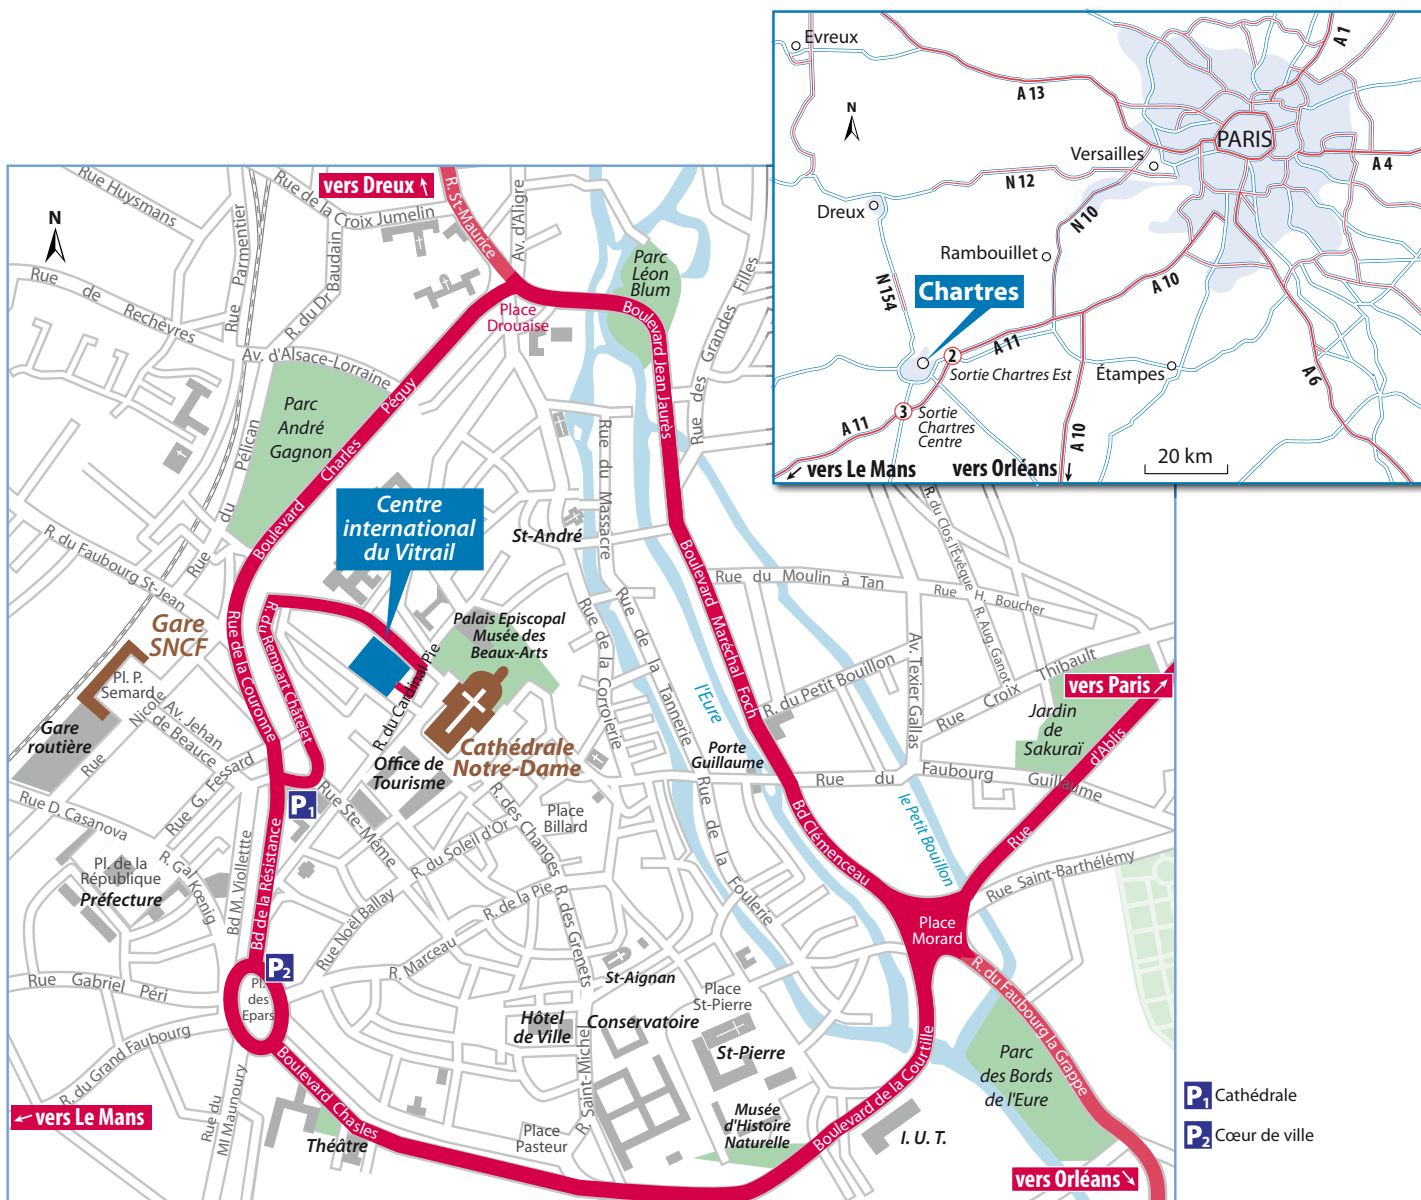 Evreux
A 13
A 1
N
PARIS
Versailles
A 4
N 12
Dreux
N 10
Rambouillet
N 154
A 10
Chartres
2
A 11
Sortie Chartres Est
Étampes
A 6
3
Sortie
Chartres
Centre
A 11
A 10
vers Le Mans
vers Orléans
20 km
N
Rue Huysmans
Rue Parmentier
Rue de la Croix Jumelin
vers Dreux
R. St-Maurice
Av. d'Aligre
Rue de Rechèvres
R. du Dr Baudain
Parc
Léon
Blum
Rue des Grandes Filles
Place
Drouaise
Boulevard Jean Jaurès
Av. d'Alsace-Lorraine
Parc
André
Gagnon
Boulevard Charles Péguy
Rue du Pélican
R. du Faubourg St-Jean
Centre
international
du Vitrail
St-André
Rue du Massacre
Boulevard Maréchal Foch
Rue du Moulin à Tan
R. du Clos l'Évêque
Rue H. Boucher
R. Aug. Ganot
Gare
SNCF
Rue de la Couronne
R. du Rempart Châtelet
Palais Episcopal
Musée des
Beaux-Arts
Rue de la Corroierie
Rue de la Tannerie
l'Eure
R. du Petit Bouillon
Av. Texier Gallas
Rue Croix Thibault
vers Paris
Pl. P.
Semard
Gare
routière
Rue Nicole
Av. Jehan
de Beauce
R. du Cardinal Pie
Cathédrale
Notre-Dame
Office de
Tourisme
Porte
Guillaume
Jardin
de
Sakuraï
Rue d'Ablis
Rue du Faubourg Guillaume
le Petit Bouillon
Rue D. Casanova
Rue G. Fessard
P1
Rue Ste-Même
R. des Changes
Place
Billard
R. du Soleil d'Or
Rue de la Foulerie
Bd Clémenceau
Rue Saint-Barthélémy
Pl. de la
République
Préfecture
R. Gal Kœnig
Bd M. Viollette
Bd de la Résistance
Rue Noël Ballay
R. de la Pie
R. Marceau
R. des Grenets
Place
Morard
P2
Rue Gabriel Péri
Pl.
des
Epars
St-Aignan
Place
St-Pierre
Hôtel
de Ville
Conservatoire
St-Pierre
R. du Faubourg la Grappe
Parc
des Bords
de l'Eure
R. du Grand Faubourg
Rue du
Ml Maunoury
Boulevard Chasles
Théâtre
R. Saint-Michel
Place
Pasteur
Musée
d'Histoire
Naturelle
Boulevard de la Courtille
I. U. T.
vers Le Mans
vers Orléans
P1 Cathédrale
P2 Cœur de ville